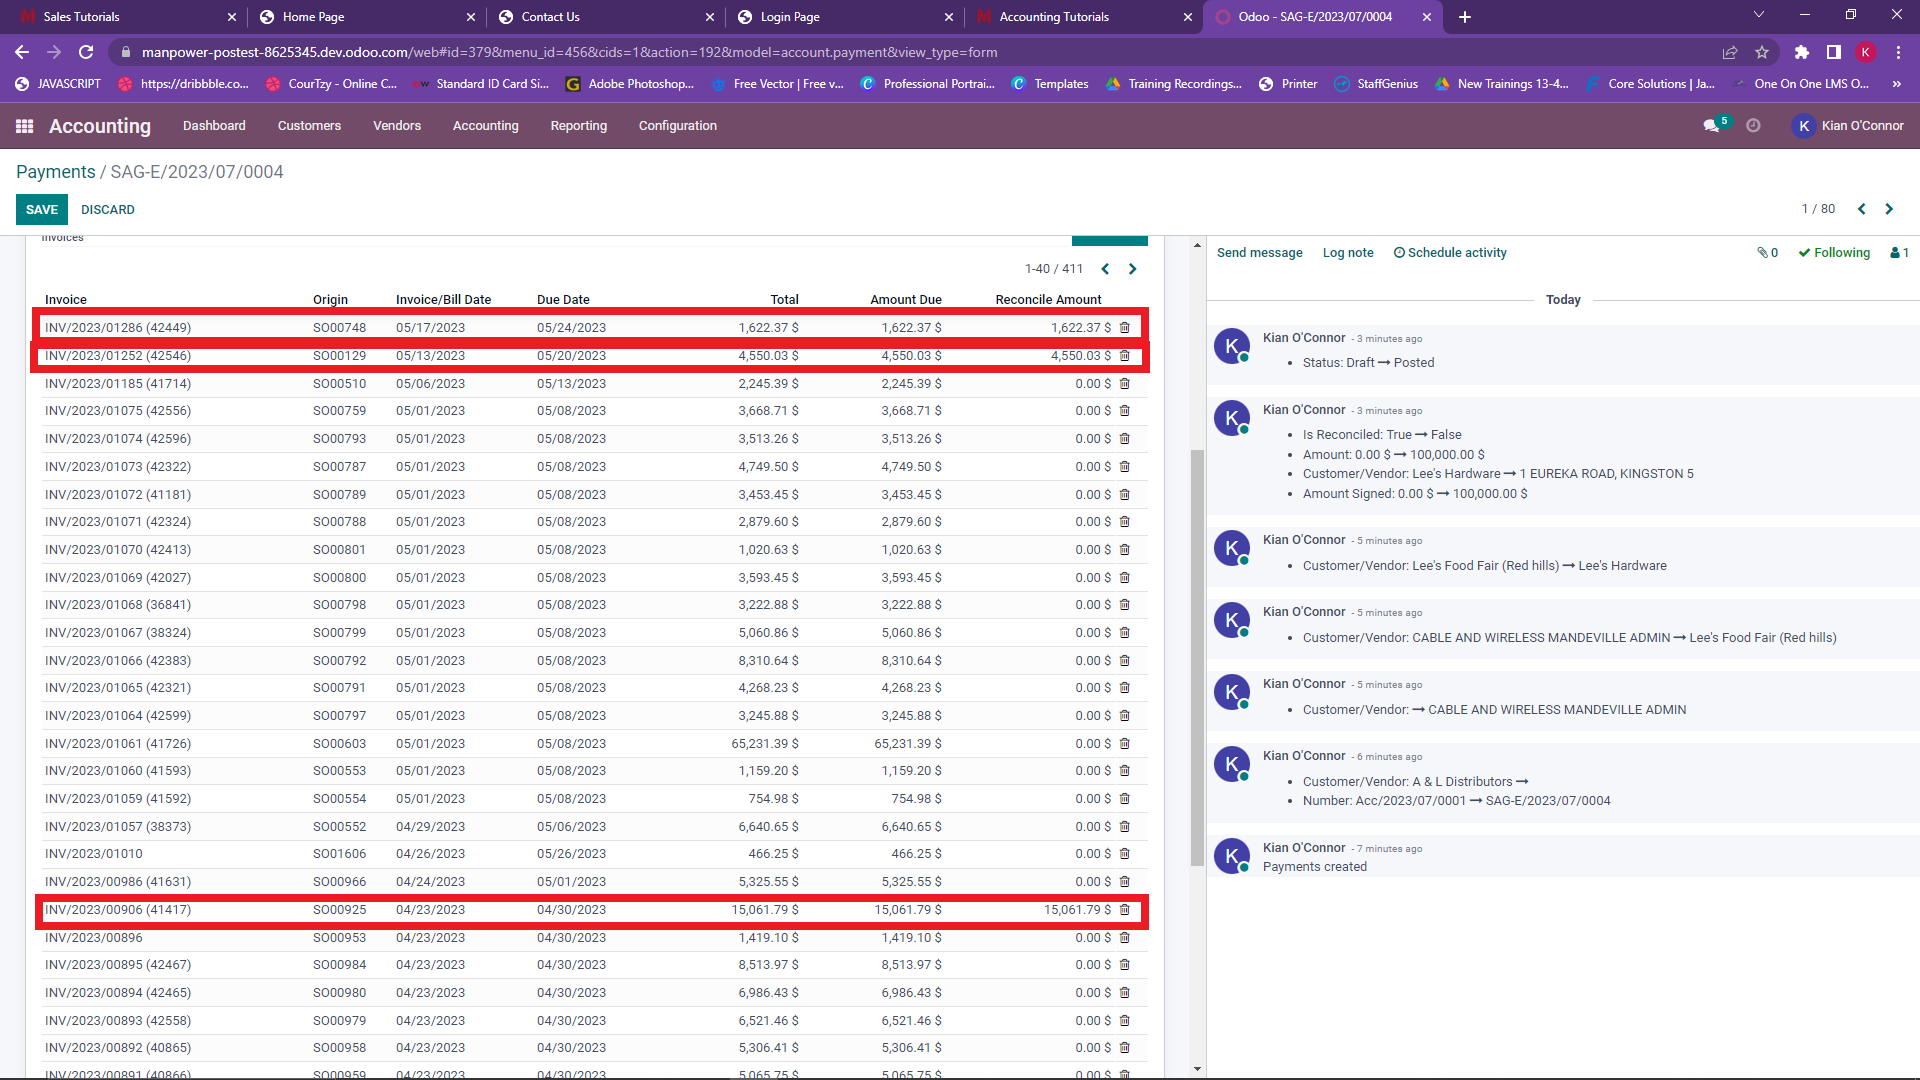 Sales Tutorials
Home Page
Contact Us
Login Page
Accounting Tutorials
Odoo - SAG-E/2023/07/0004
manpower-postest-8625345.dev.odoo.com/web#id=379&menu_id=456&cids=1&action=192&model=account.payment&view_type=form
K
JAVASCRIPT
https://dribbble.co...
CourTzy - Online C...
Standard ID Card Si...
Adobe Photoshop...
Free Vector | Free v...
Professional Portrai...
Templates
Training Recordings...
Printer
StaffGenius
New Trainings 13-4...
Core Solutions | Ja...
One On One LMS O...
»
Accounting
Dashboard
Customers
Vendors
Accounting
Reporting
Configuration
5
K
Kian O'Connor
Payments / SAG-E/2023/07/0004
SAVE
DISCARD
1 / 80
Invoices
1-40 / 411
Invoice Origin Invoice/Bill Date Due Date Total Amount Due Reconcile Amount
INV/2023/01286 (42449) SO00748 05/17/2023 05/24/2023 1,622.37 $ 1,622.37 $ 1,622.37 $
INV/2023/01252 (42546) SO00129 05/13/2023 05/20/2023 4,550.03 $ 4,550.03 $ 4,550.03 $
INV/2023/01185 (41714) SO00510 05/06/2023 05/13/2023 2,245.39 $ 2,245.39 $ 0.00 $
INV/2023/01075 (42556) SO00759 05/01/2023 05/08/2023 3,668.71 $ 3,668.71 $ 0.00 $
INV/2023/01074 (42596) SO00793 05/01/2023 05/08/2023 3,513.26 $ 3,513.26 $ 0.00 $
INV/2023/01073 (42322) SO00787 05/01/2023 05/08/2023 4,749.50 $ 4,749.50 $ 0.00 $
INV/2023/01072 (41181) SO00789 05/01/2023 05/08/2023 3,453.45 $ 3,453.45 $ 0.00 $
INV/2023/01071 (42324) SO00788 05/01/2023 05/08/2023 2,879.60 $ 2,879.60 $ 0.00 $
INV/2023/01070 (42413) SO00801 05/01/2023 05/08/2023 1,020.63 $ 1,020.63 $ 0.00 $
INV/2023/01069 (42027) SO00800 05/01/2023 05/08/2023 3,593.45 $ 3,593.45 $ 0.00 $
INV/2023/01068 (36841) SO00798 05/01/2023 05/08/2023 3,222.88 $ 3,222.88 $ 0.00 $
INV/2023/01067 (38324) SO00799 05/01/2023 05/08/2023 5,060.86 $ 5,060.86 $ 0.00 $
INV/2023/01066 (42383) SO00792 05/01/2023 05/08/2023 8,310.64 $ 8,310.64 $ 0.00 $
INV/2023/01065 (42321) SO00791 05/01/2023 05/08/2023 4,268.23 $ 4,268.23 $ 0.00 $
INV/2023/01064 (42599) SO00797 05/01/2023 05/08/2023 3,245.88 $ 3,245.88 $ 0.00 $
INV/2023/01061 (41726) SO00603 05/01/2023 05/08/2023 65,231.39 $ 65,231.39 $ 0.00 $
INV/2023/01060 (41593) SO00553 05/01/2023 05/08/2023 1,159.20 $ 1,159.20 $ 0.00 $
INV/2023/01059 (41592) SO00554 05/01/2023 05/08/2023 754.98 $ 754.98 $ 0.00 $
INV/2023/01057 (38373) SO00552 04/29/2023 05/06/2023 6,640.65 $ 6,640.65 $ 0.00 $
INV/2023/01010 SO01606 04/26/2023 05/26/2023 466.25 $ 466.25 $ 0.00 $
INV/2023/00986 (41631) SO00966 04/24/2023 05/01/2023 5,325.55 $ 5,325.55 $ 0.00 $
INV/2023/00906 (41417) SO00925 04/23/2023 04/30/2023 15,061.79 $ 15,061.79 $ 15,061.79 $
INV/2023/00896 SO00953 04/23/2023 04/30/2023 1,419.10 $ 1,419.10 $ 0.00 $
INV/2023/00895 (42467) SO00984 04/23/2023 04/30/2023 8,513.97 $ 8,513.97 $ 0.00 $
INV/2023/00894 (42465) SO00980 04/23/2023 04/30/2023 6,986.43 $ 6,986.43 $ 0.00 $
INV/2023/00893 (42558) SO00979 04/23/2023 04/30/2023 6,521.46 $ 6,521.46 $ 0.00 $
INV/2023/00892 (40865) SO00958 04/23/2023 04/30/2023 5,306.41 $ 5,306.41 $ 0.00 $
INV/2023/00891 (40866) SO00959 04/23/2023 04/30/2023 5,065.75 $ 5,065.75 $ 0.00 $
Send message
Log note
Schedule activity
0
Following
1
Today
K
Kian O'Connor - 3 minutes ago
• Status: Draft → Posted
K
Kian O'Connor - 3 minutes ago
• Is Reconciled: True → False
• Amount: 0.00 $ → 100,000.00 $
• Customer/Vendor: Lee's Hardware → 1 EUREKA ROAD, KINGSTON 5
• Amount Signed: 0.00 $ → 100,000.00 $
K
Kian O'Connor - 5 minutes ago
• Customer/Vendor: Lee's Food Fair (Red hills) → Lee's Hardware
K
Kian O'Connor - 5 minutes ago
• Customer/Vendor: CABLE AND WIRELESS MANDEVILLE ADMIN → Lee's Food Fair (Red hills)
K
Kian O'Connor - 5 minutes ago
• Customer/Vendor: → CABLE AND WIRELESS MANDEVILLE ADMIN
K
Kian O'Connor - 6 minutes ago
• Customer/Vendor: A & L Distributors →
• Number: Acc/2023/07/0001 → SAG-E/2023/07/0004
K
Kian O'Connor - 7 minutes ago
Payments created